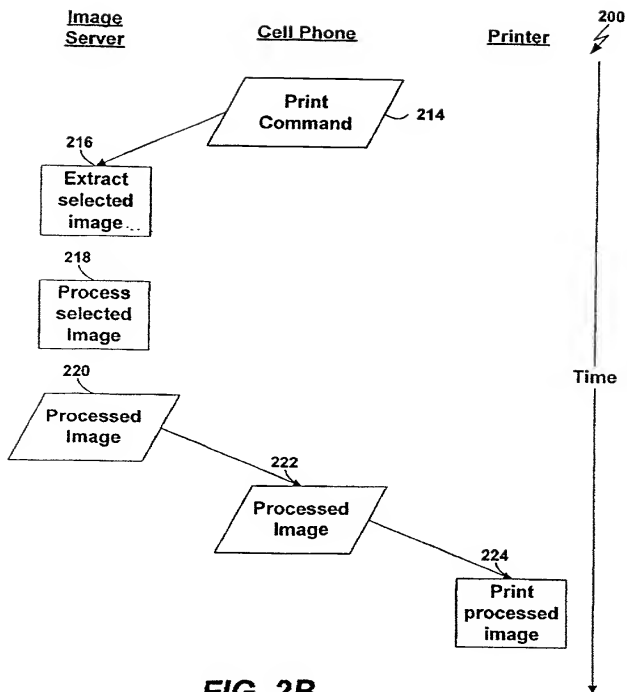 Image
Server
Cell Phone
Printer
200
Print
Command
214
216
Extract
selected
image...
218
Process
selected
Image
Time
220
Processed
Image
222
Processed
Image
224
Print
processed
image
FIG. 2B